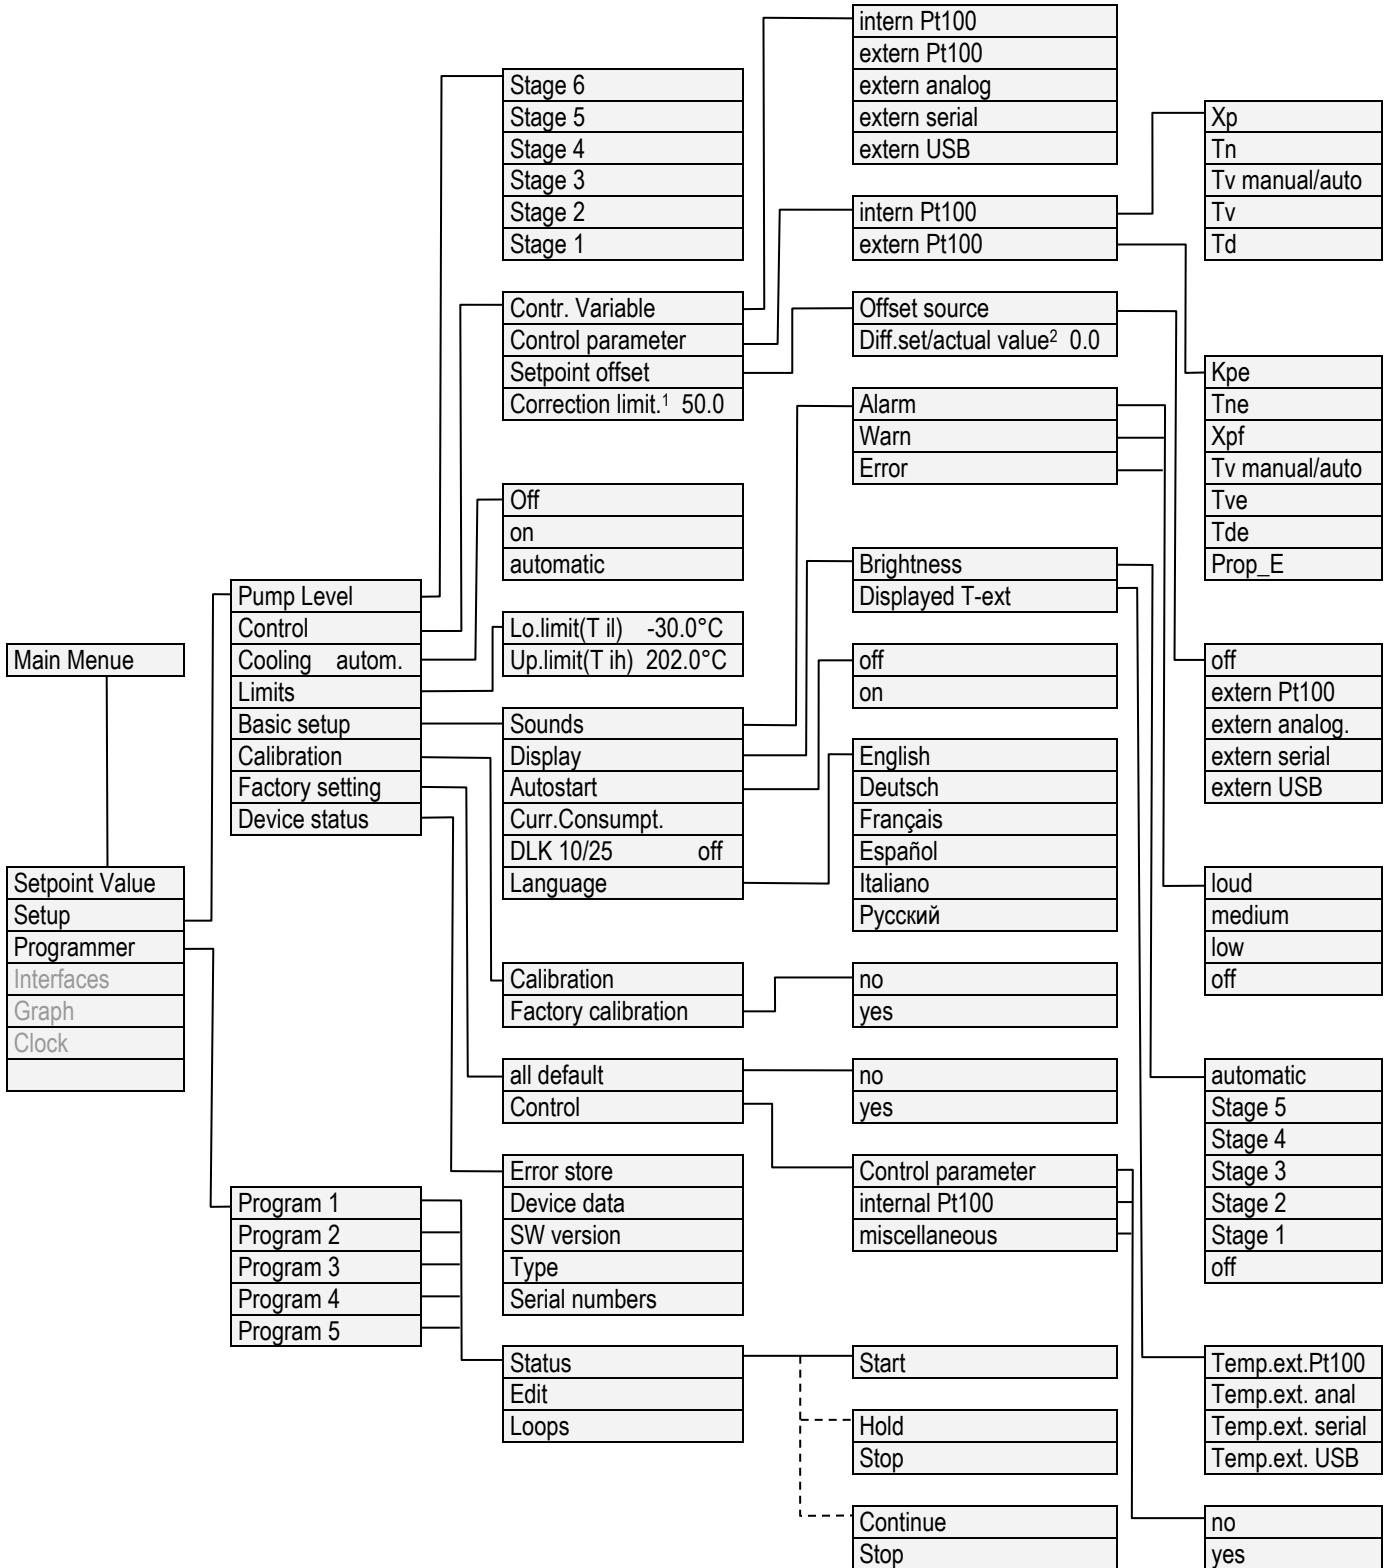 Main Menue
Setpoint Value
Setup
Programmer
Interfaces
Graph
Clock
Pump Level
Control
Cooling autom.
Limits
Basic setup
Calibration
Factory setting
Device status
Program 1
Program 2
Program 3
Program 4
Program 5
Stage 6
Stage 5
Stage 4
Stage 3
Stage 2
Stage 1
Contr. Variable
Control parameter
Setpoint offset
Correction limit.¹ 50.0
Off
on
automatic
Lo.limit(T il) -30.0°C
Up.limit(T ih) 202.0°C
Sounds
Display
Autostart
Curr.Consumpt.
DLK 10/25 off
Language
Calibration
Factory calibration
all default
Control
Error store
Device data
SW version
Type
Serial numbers
Status
Edit
Loops
intern Pt100
extern Pt100
extern analog
extern serial
extern USB
intern Pt100
extern Pt100
Offset source
Diff.set/actual value² 0.0
Alarm
Warn
Error
Brightness
Displayed T-ext
off
on
English
Deutsch
Français
Español
Italiano
Русский
no
yes
no
yes
Control parameter
internal Pt100
miscellaneous
Start
Hold
Stop
Continue
Stop
Xp
Tn
Tv manual/auto
Tv
Td
Kpe
Tne
Xpf
Tv manual/auto
Tve
Tde
Prop_E
off
extern Pt100
extern analog.
extern serial
extern USB
loud
medium
low
off
automatic
Stage 5
Stage 4
Stage 3
Stage 2
Stage 1
off
Temp.ext.Pt100
Temp.ext. anal
Temp.ext. serial
Temp.ext. USB
no
yes